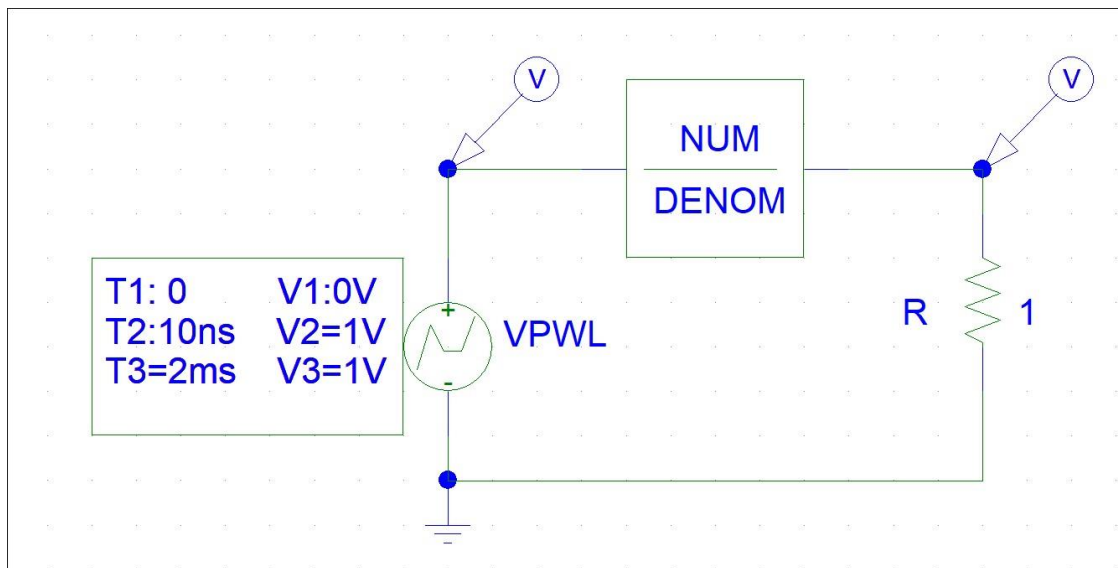 V
V
NUM
DENOM
T1: 0 V1:0V
T2:10ns V2=1V
T3=2ms V3=1V
+
-
VPWL
R
1